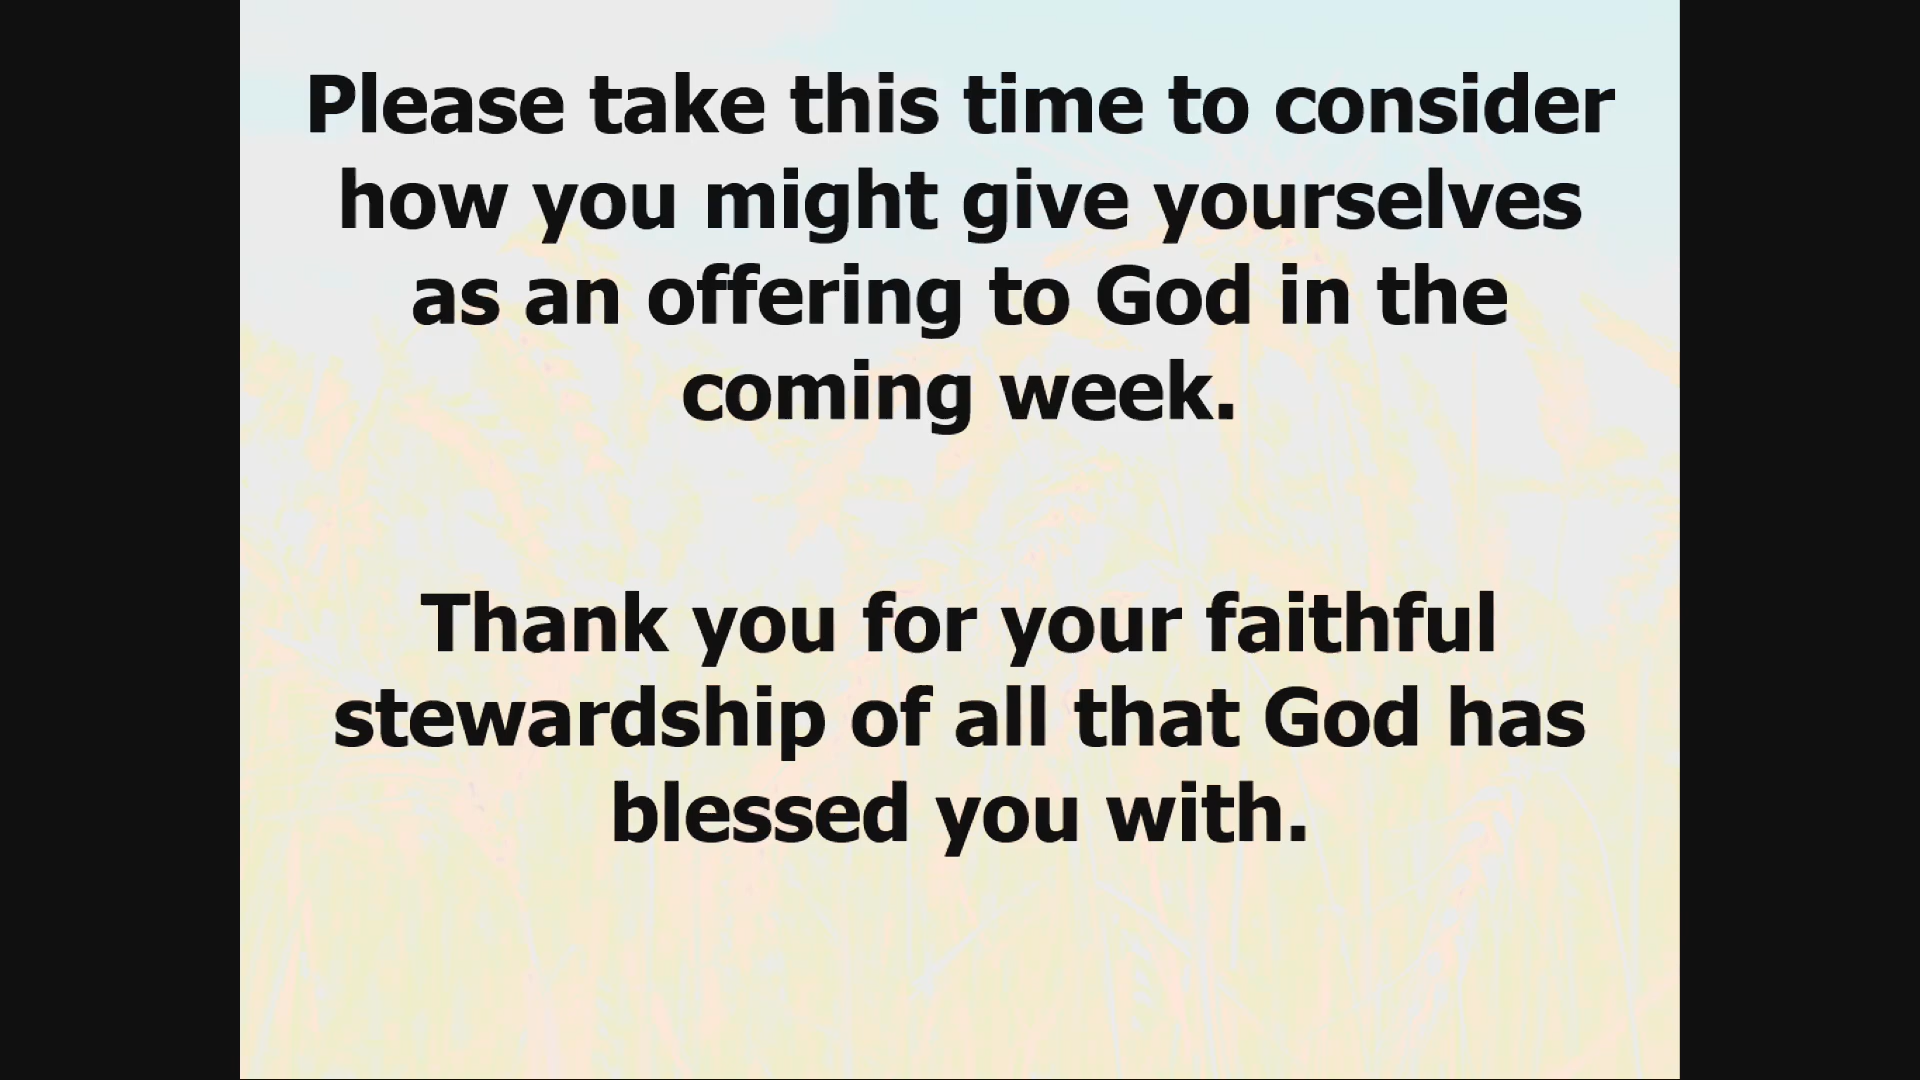 Please take this time to consider
how you might give yourselves
as an offering to God in the
coming week.
Thank you for your faithful
stewardship of all that God has
blessed you with.